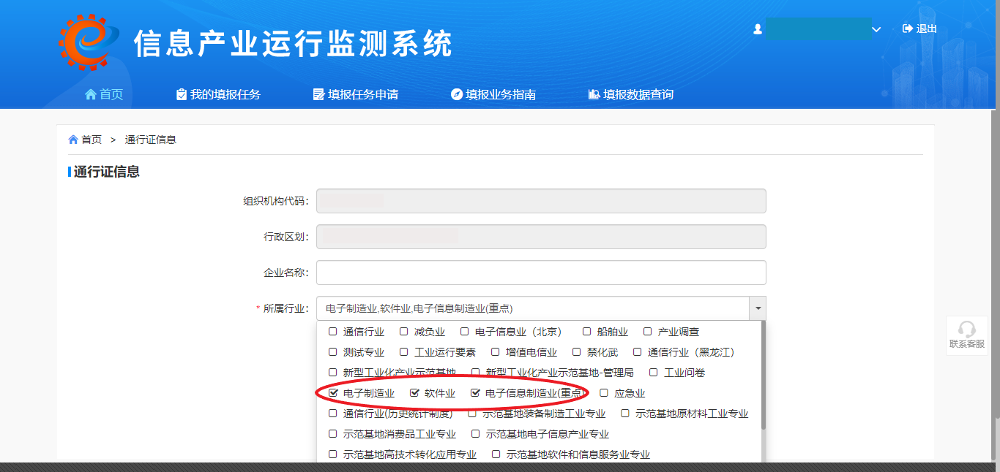 信息产业运行监测系统
退出
首页 我的填报任务 填报任务申请 填报业务指南 填报数据查询
首页 > 通行证信息
通行证信息
组织机构代码:
行政区划:
企业名称:
* 所属行业: 电子制造业,软件业,电子信息制造业(重点)
通信行业 减负业 电子信息业（北京） 船舶业 产业调查
测试专业 工业运行要素 增值电信业 禁化武 通信行业（黑龙江）
新型工业化产业示范基地 新型工业化产业示范基地-管理局 工业问卷
电子制造业 软件业 电子信息制造业(重点) 应急业
通信行业(历史统计制度) 示范基地装备制造工业专业 示范基地原材料工业专业
示范基地消费品工业专业 示范基地电子信息产业专业
示范基地高技术转化应用专业 示范基地软件和信息服务业专业
联系客服